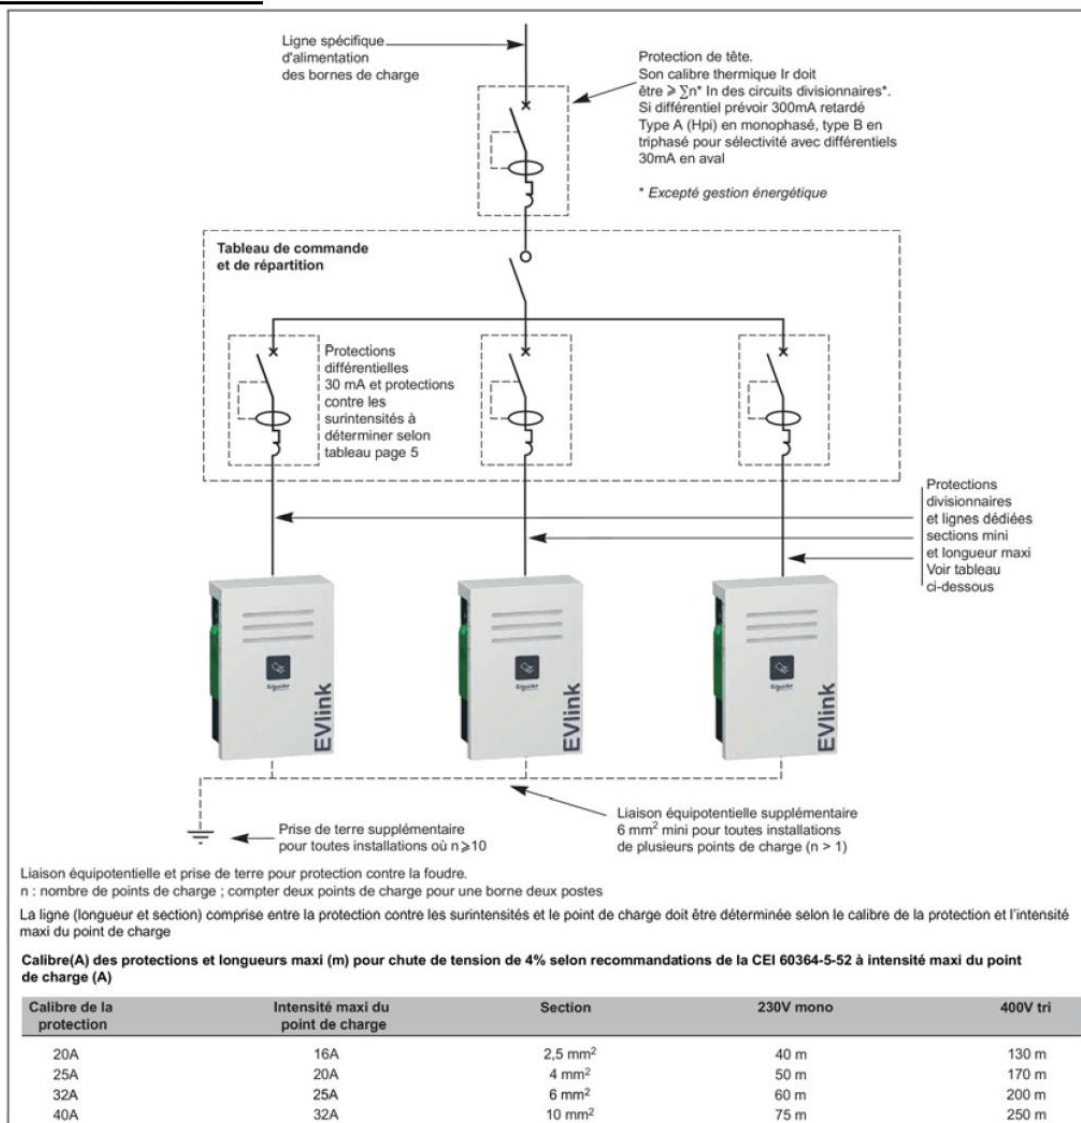 Ligne spécifique
d'alimentation
des bornes de charge
Protection de tête.
Son calibre thermique Ir doit
être ⩾ ∑n* In des circuits divisionnaires*.
Si différentiel prévoir 300mA retardé
Type A (Hpi) en monophasé, type B en
triphasé pour sélectivité avec différentiels
30mA en aval
* Excepté gestion énergétique
Tableau de commande
et de répartition
Protections
différentielles
30 mA et protections
contre les
surintensités à
déterminer selon
tableau page 5
Protections
divisionnaires
et lignes dédiées
sections mini
et longueur maxi
Voir tableau
ci-dessous
EVlink
EVlink
EVlink
Prise de terre supplémentaire
pour toutes installations où n⩾10
Liaison équipotentielle supplémentaire
6 mm² mini pour toutes installations
de plusieurs points de charge (n > 1)
Liaison équipotentielle et prise de terre pour protection contre la foudre.
n : nombre de points de charge ; compter deux points de charge pour une borne deux postes
La ligne (longueur et section) comprise entre la protection contre les surintensités et le point de charge doit être déterminée selon le calibre de la protection et l'intensité
maxi du point de charge
Calibre(A) des protections et longueurs maxi (m) pour chute de tension de 4% selon recommandations de la CEI 60364-5-52 à intensité maxi du point
de charge (A)
Calibre de la protection Intensité maxi du point de charge Section 230V mono 400V tri
20A 16A 2,5 mm² 40 m 130 m
25A 20A 4 mm² 50 m 170 m
32A 25A 6 mm² 60 m 200 m
40A 32A 10 mm² 75 m 250 m